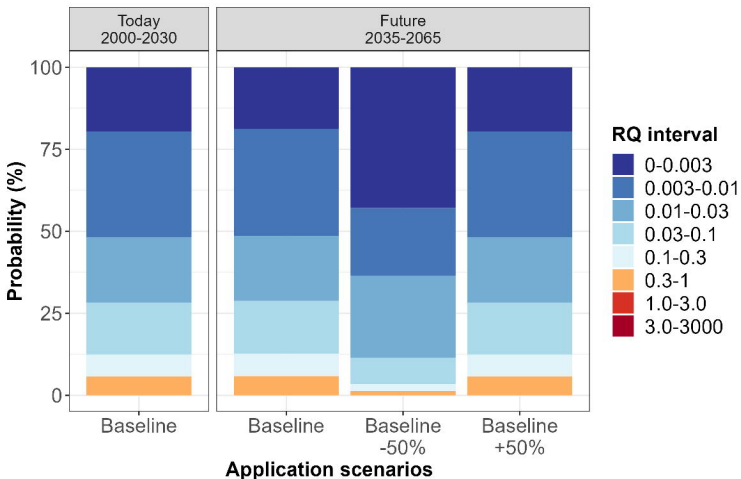 Today
2000-2030
Future
2035-2065
100
75
50
25
0
Probability (%)
Baseline
Baseline
Baseline
-50%
Baseline
+50%
Application scenarios
RQ interval
0-0.003
0.003-0.01
0.01-0.03
0.03-0.1
0.1-0.3
0.3-1
1.0-3.0
3.0-3000